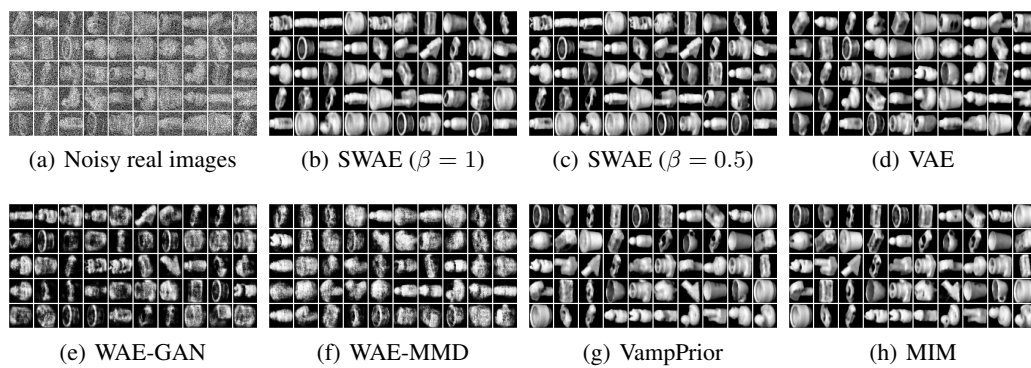 (a) Noisy real images
(b) SWAE (β = 1)
(c) SWAE (β = 0.5)
(d) VAE
(e) WAE-GAN
(f) WAE-MMD
(g) VampPrior
(h) MIM